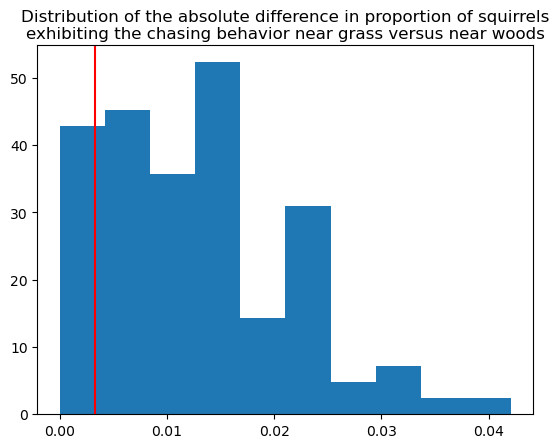 Distribution of the absolute difference in proportion of squirrels
exhibiting the chasing behavior near grass versus near woods
50
40
30
20
10
0
0.00 0.01 0.02 0.03 0.04